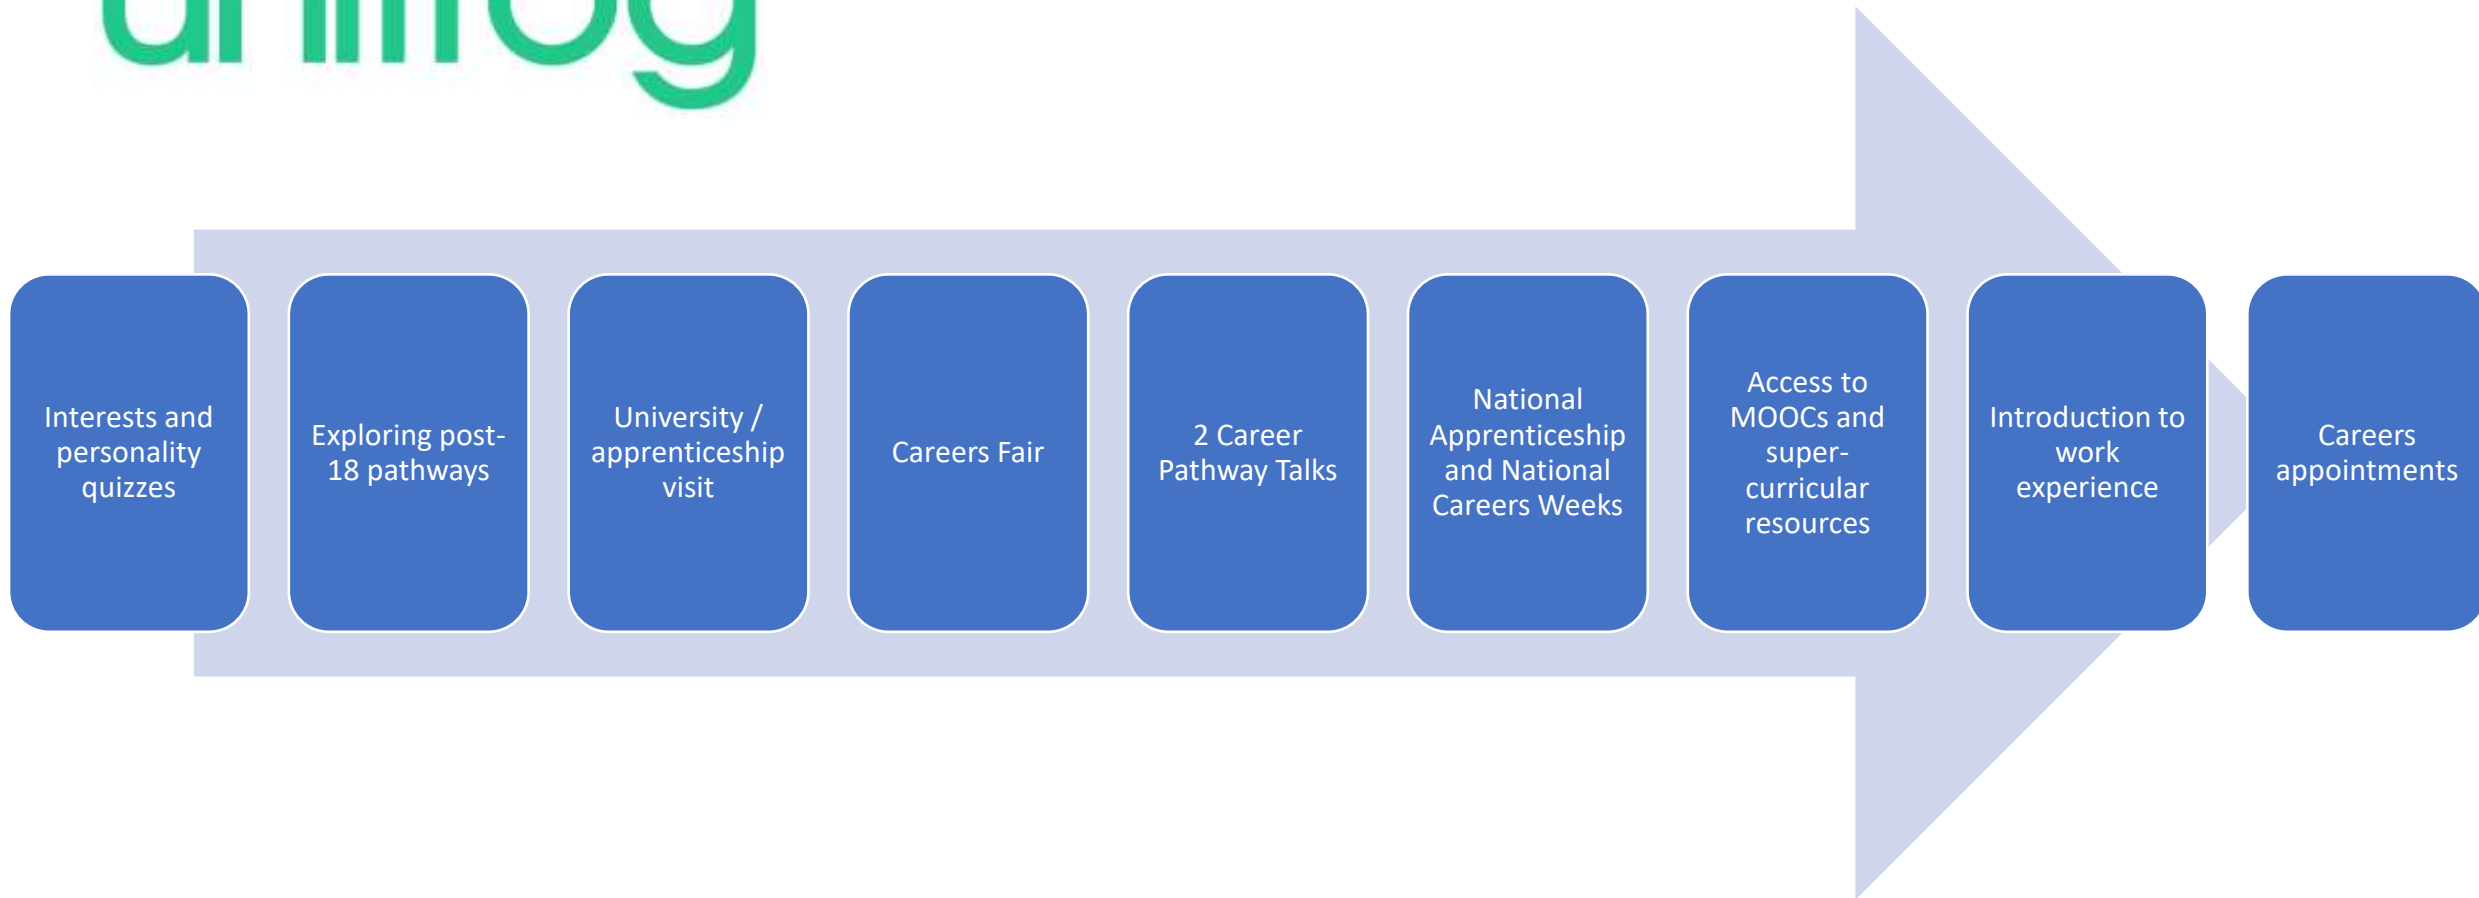 unifrog
Interests and
personality
quizzes
Exploring post-
18 pathways
University /
apprenticeship
visit
Careers Fair
2 Career
Pathway Talks
National
Apprenticeship
and National
Careers Weeks
Access to
MOOCs and
super-
curricular
resources
Introduction to
work
experience
Careers
appointments